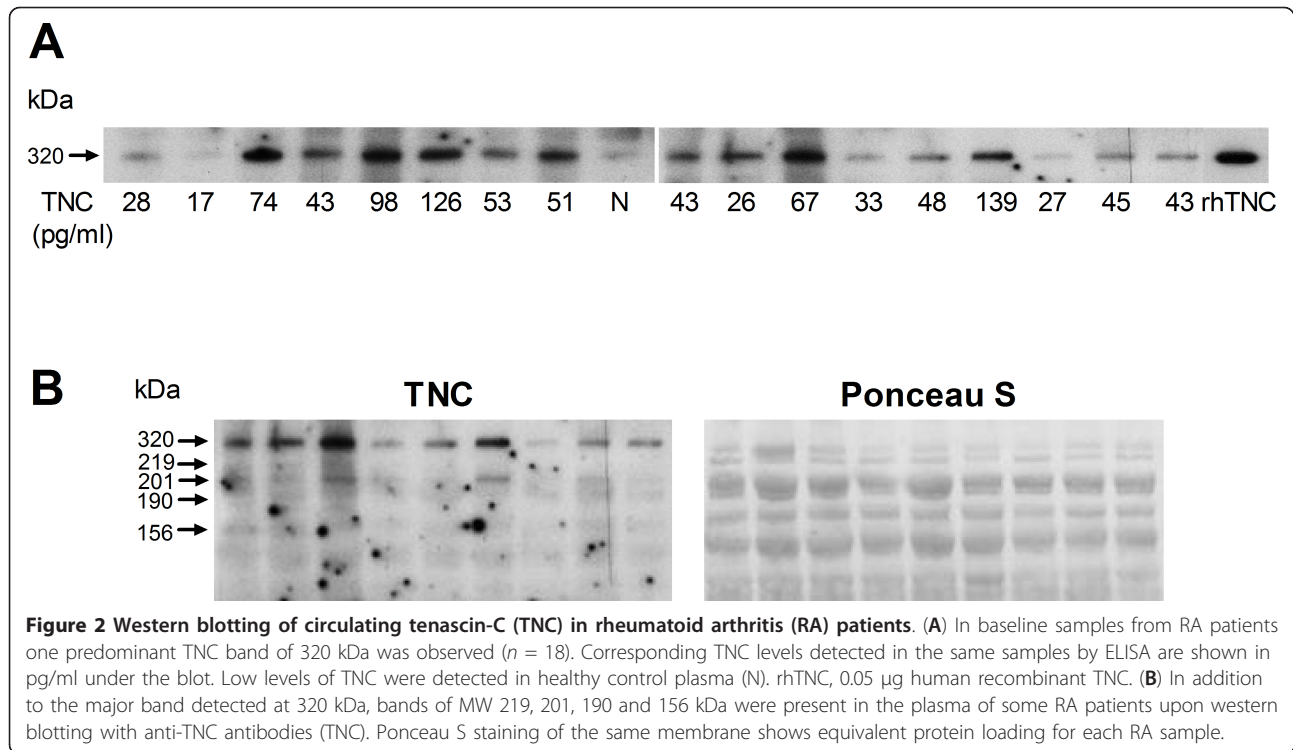 A
kDa
320
TNC 28 17 74 43 98 126 53 51 N 43 26 67 33 48 139 27 45 43 rhTNC
(pg/ml)
B
kDa
TNC
Ponceau S
320
219
201
190
156
Figure 2 Western blotting of circulating tenascin-C (TNC) in rheumatoid arthritis (RA) patients. (A) In baseline samples from RA patients
one predominant TNC band of 320 kDa was observed (n = 18). Corresponding TNC levels detected in the same samples by ELISA are shown in
pg/ml under the blot. Low levels of TNC were detected in healthy control plasma (N). rhTNC, 0.05 μg human recombinant TNC. (B) In addition
to the major band detected at 320 kDa, bands of MW 219, 201, 190 and 156 kDa were present in the plasma of some RA patients upon western
blotting with anti-TNC antibodies (TNC). Ponceau S staining of the same membrane shows equivalent protein loading for each RA sample.